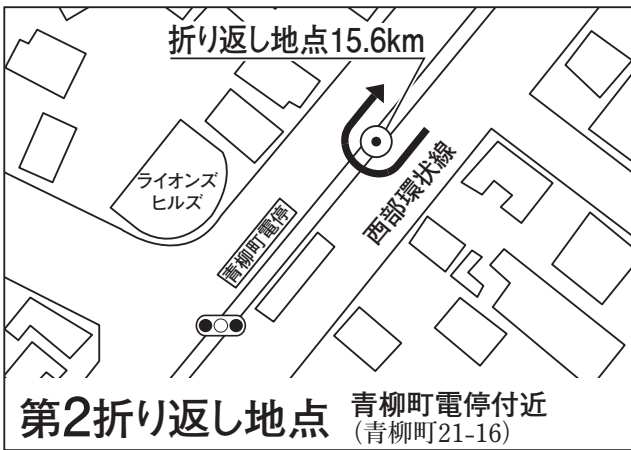 折り返し地点15.6km
ライオンズ
ヒルズ
青柳町電停
西部環状線
第2折り返し地点
青柳町電停付近
(青柳町21-16)